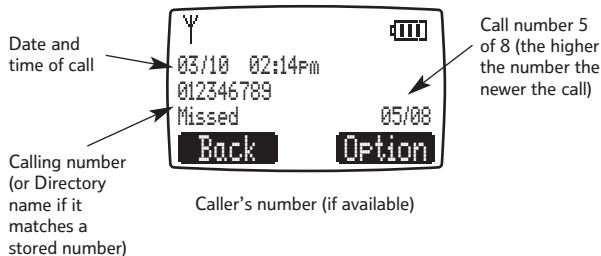 Date and
time of call
03/10 02:14pm
012346789
Missed 05/08
Back Option
Call number 5
of 8 (the higher
the number the
newer the call)
Calling number
(or Directory
name if it
matches a
stored number)
Caller's number (if available)